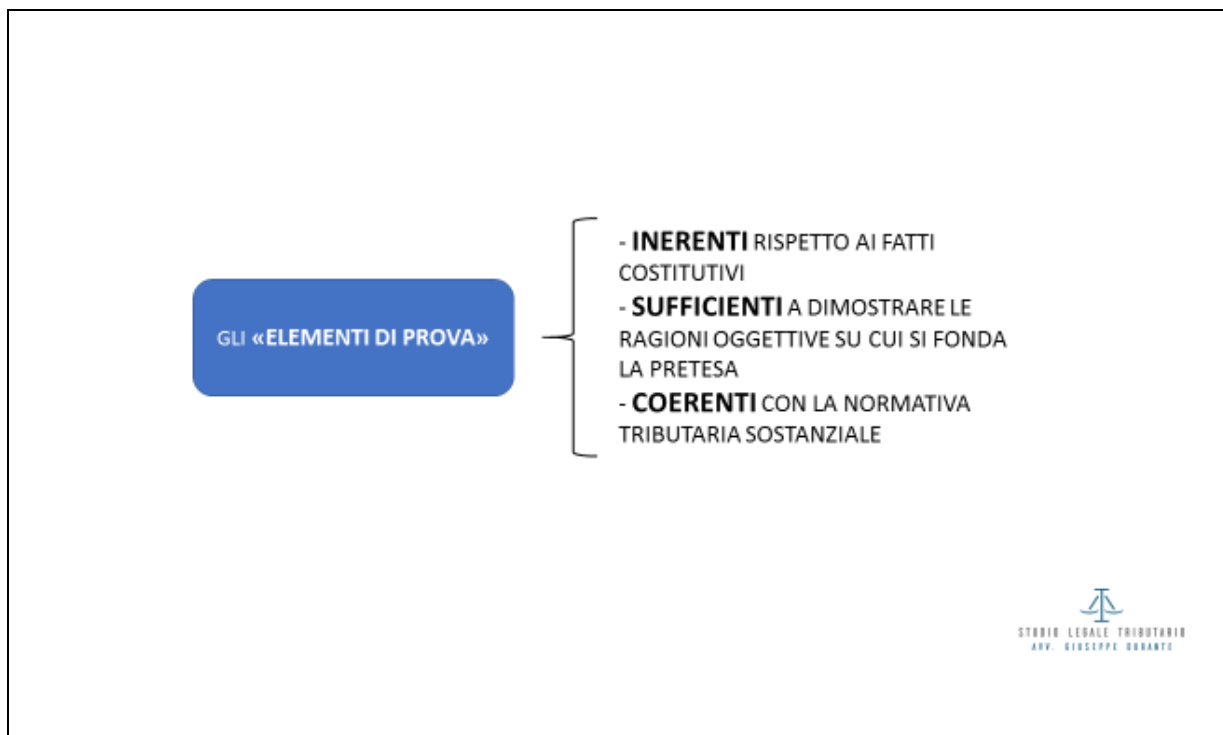 GLI «ELEMENTI DI PROVA»
- INERENTI RISPETTO AI FATTI
COSTITUTIVI
- SUFFICIENTI A DIMOSTRARE LE
RAGIONI OGGETTIVE SU CUI SI FONDA
LA PRETESA
- COERENTI CON LA NORMATIVA
TRIBUTARIA SOSTANZIALE
STUDIO LEGALE TRIBUTARIO
AVV. GIUSEPPE DURANTE